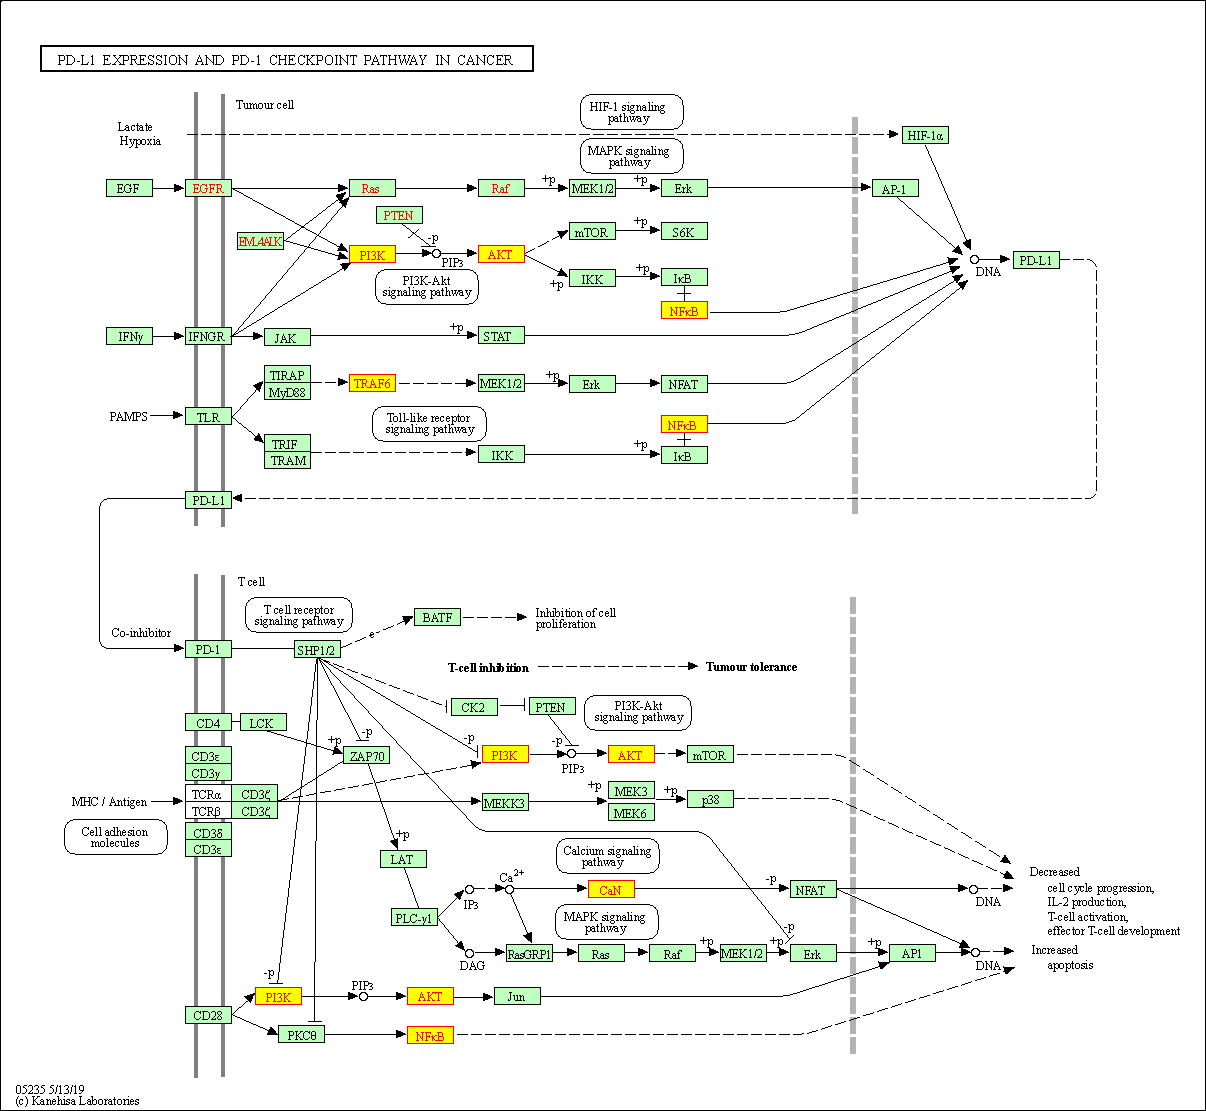 PD-L1 EXPRESSION AND PD-1 CHECKPOINT PATHWAY IN CANCER
Tumour cell
HIF-1 signaling
pathway
Lactate
Hypoxia
HIF-1α
MAPK signaling
pathway
EGF
EGFR
Ras
Raf
+p
MEK1/2
+p
Erk
AP-1
PTEN
-p
EML4ALK
PI3K
PIP3
AKT
mTOR
+p
S6K
DNA
PD-L1
PI3K-Akt
signaling pathway
+p
IKK
+p
IκB
NFκB
IFNγ
IFNGR
JAK
+p
STAT
TIRAP
MyD88
TRAF6
MEK1/2
+p
Erk
NFAT
PAMPS
TLR
Toll-like receptor
signaling pathway
NFκB
TRIF
TRAM
IKK
+p
IκB
PD-L1
T cell
T cell receptor
signaling pathway
BATF
Inhibition of cell
proliferation
Co-inhibitor
PD-1
SHP1/2
e
T-cell inhibition
Tumour tolerance
CK2
PTEN
PI3K-Akt
signaling pathway
CD4
LCK
+p
-p
ZAP70
-p
PI3K
-p
PIP3
AKT
mTOR
CD3ε
CD3γ
MHC / Antigen
TCRα
CD3ζ
TCRβ
CD3ζ
MEKK3
+p
MEK3
MEK6
+p
p38
Cell adhesion
molecules
CD3δ
CD3ε
+p
LAT
Calcium signaling
pathway
Ca2+
IP3
CaN
-p
NFAT
DNA
Decreased
cell cycle progression,
IL-2 production,
T-cell activation,
effector T-cell development
PLC-γ1
MAPK signaling
pathway
DAG
RasGRP1
Ras
Raf
+p
MEK1/2
+p
-p
Erk
+p
AP1
DNA
Increased
apoptosis
-p
PI3K
PIP3
AKT
Jun
CD28
PKCθ
NFκB
05235 5/13/19
(c) Kanehisa Laboratories